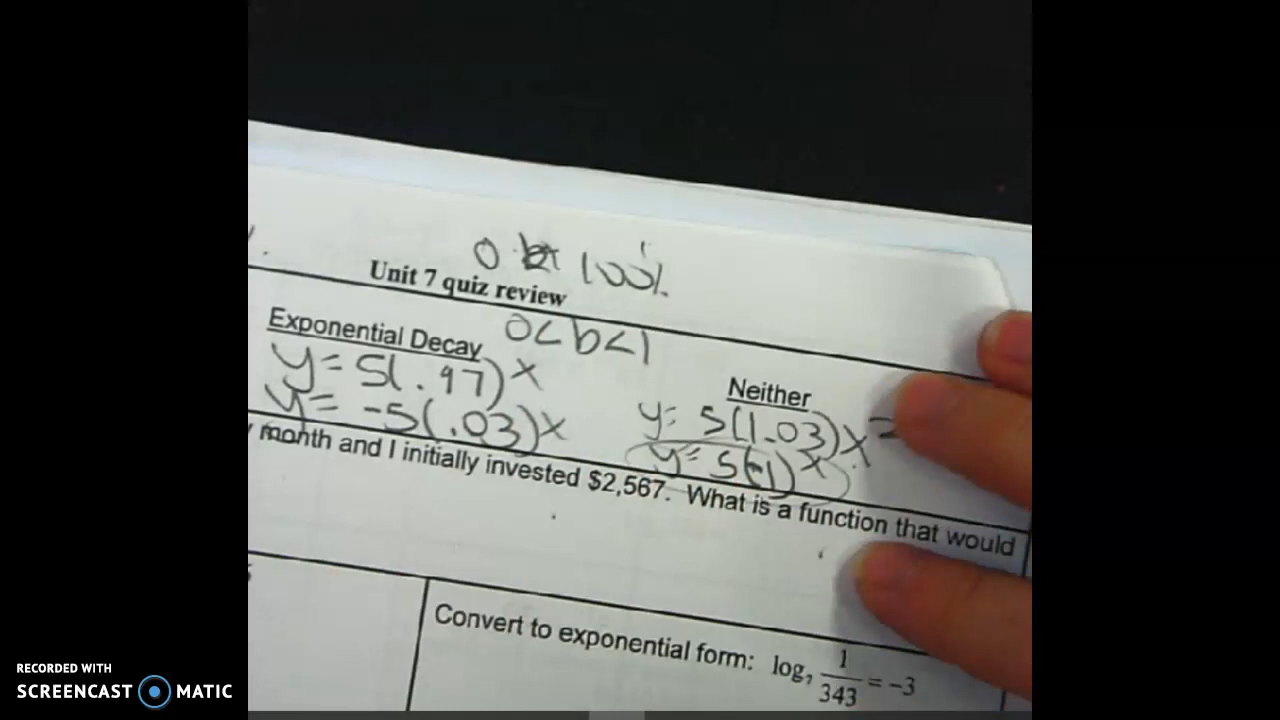 0 100%
Unit 7 quiz review
Exponential Decay
0<b<1
y= 5(.97)^x
y= -5(.03)^x
Neither
y= 5(1.03)x²
y= 5(-1)^x
month and I initially invested $2,567. What is a function that would
Convert to exponential form: log₇ 1/343 = -3
RECORDED WITH
SCREENCAST MATIC